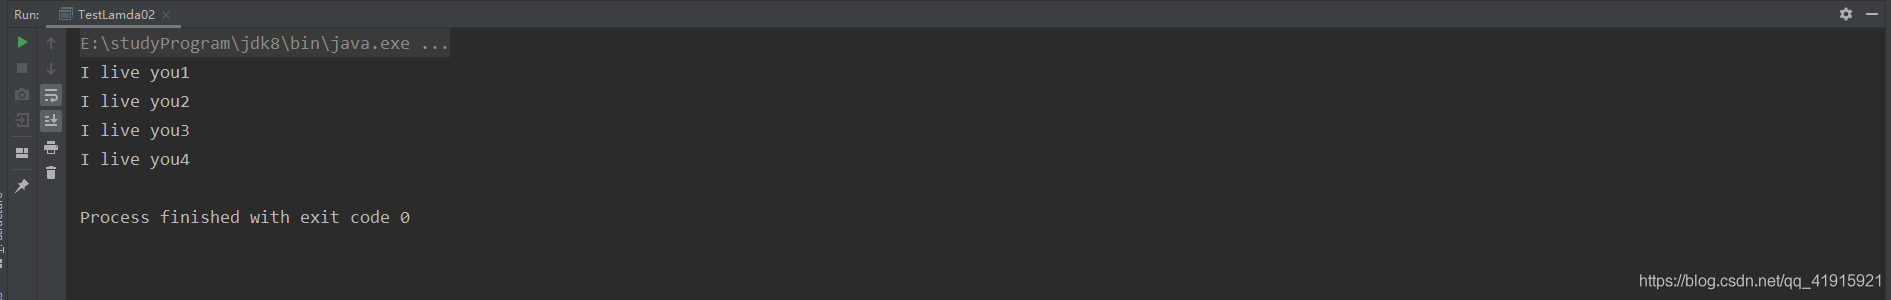 Run: TestLamda02
E:\studyProgram\jdk8\bin\java.exe ...
I live you1
I live you2
I live you3
I live you4
Process finished with exit code 0
https://blog.csdn.net/qq_41915921